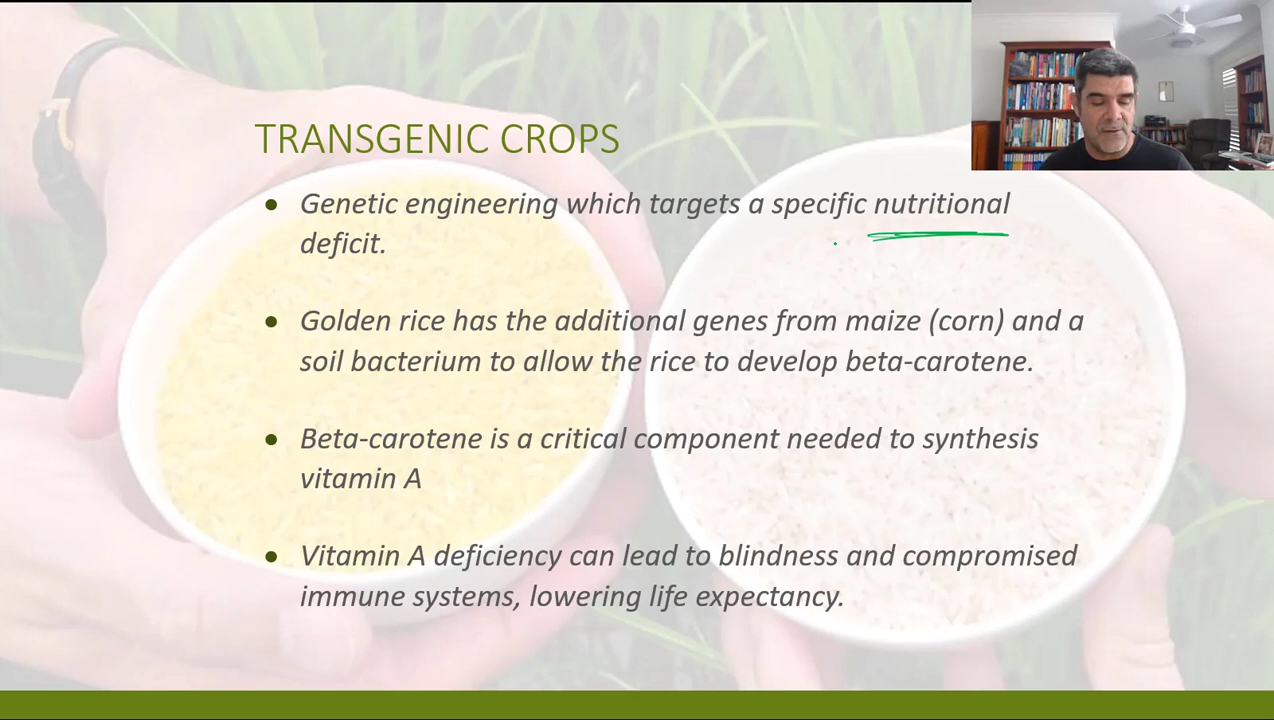 TRANSGENIC CROPS
• Genetic engineering which targets a specific nutritional
deficit.
• Golden rice has the additional genes from maize (corn) and a
soil bacterium to allow the rice to develop beta-carotene.
• Beta-carotene is a critical component needed to synthesis
vitamin A
• Vitamin A deficiency can lead to blindness and compromised
immune systems, lowering life expectancy.